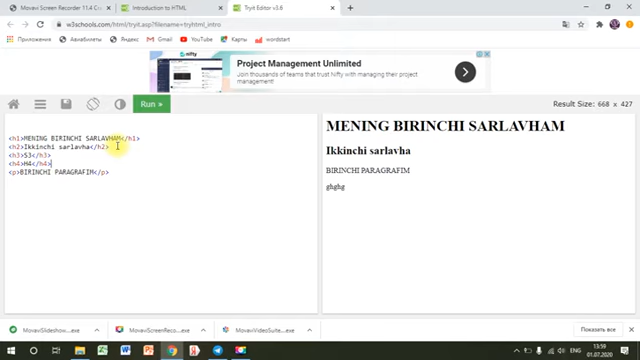 Movavi Screen Recorder 11.4 Co
Introduction to HTML
Tryit Editor v3.6
w3schools.com/html/tryit.asp?filename=tryhtml_intro
Приложения
Авиабилеты
Яндекс
Gmail
YouTube
Карты
wordstart
nifty
Project Management Unlimited
Join thousands of teams that trust Nifty with managing their project management.
Run »
Result Size: 668 x 427
<h1>MENING BIRINCHI SARLAVHAM</h1>
<h2>Ikkinchi sarlavha</h2>
<h3>S3</h3>
<h4>H4</h4>
<p>BIRINCHI PARAGRAFIM</p>
MENING BIRINCHI SARLAVHAM
Ikkinchi sarlavha
BIRINCHI PARAGRAFIM
ghghg
MovaviSlideshow....exe
MovaviScreenReco....exe
MovaviVideoSuite....exe
Показать все
ENG
15:59
01.07.2020